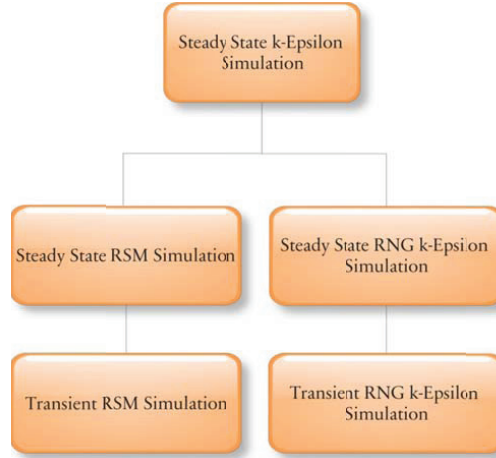 Steady State k-Epsilon
Simulation
Steady State RSM Simulation
Steady State RNG k-Epsilon
Simulation
Transient RSM Simulation
Transient RNG k-Epsilon
Simulation